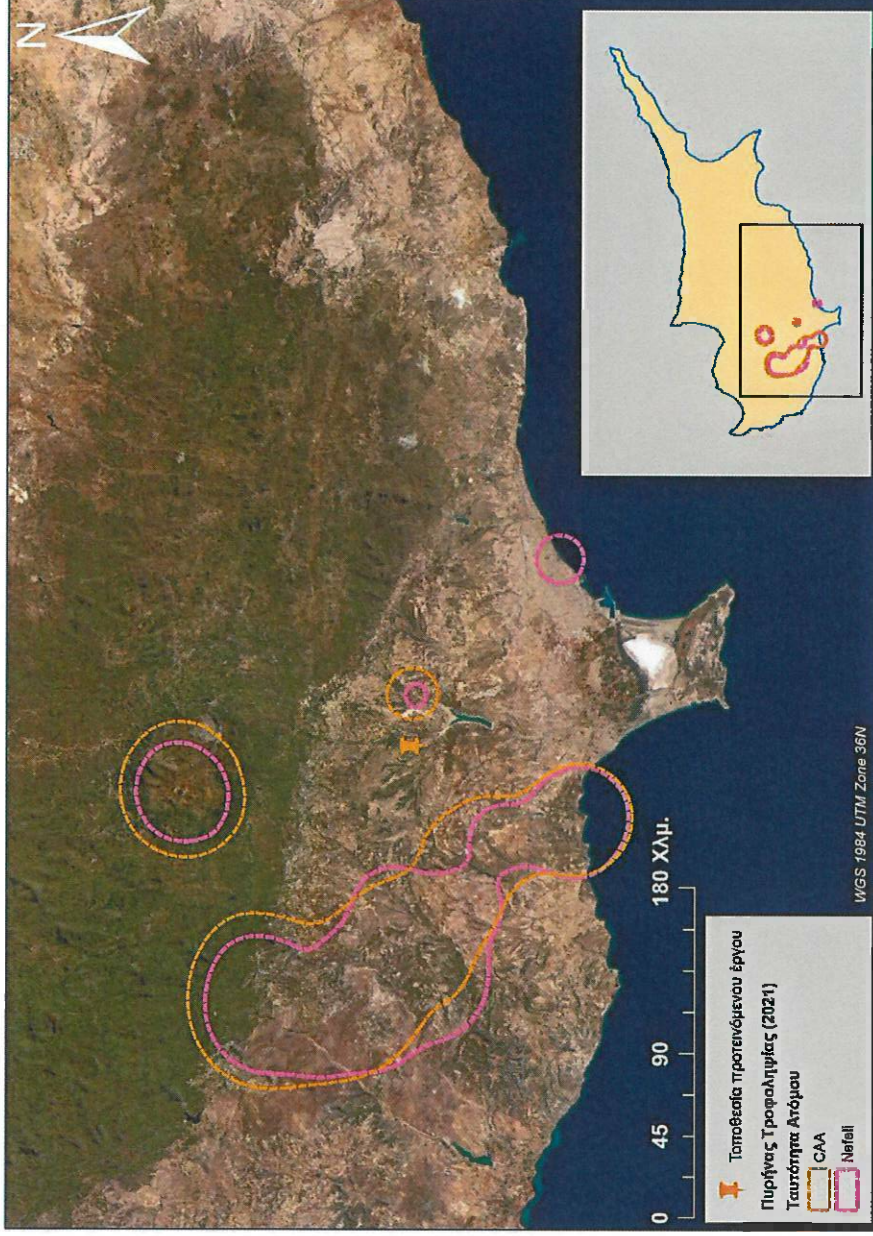 N
0 45 90 180 Χλμ.
WGS 1984 UTM Zone 36N
Τοποθεσία προτεινόμενου έργου
Πυρήνας Τροφοληψίας (2021)
Ταυτότητα Ατόμου
CAA
Nefeli